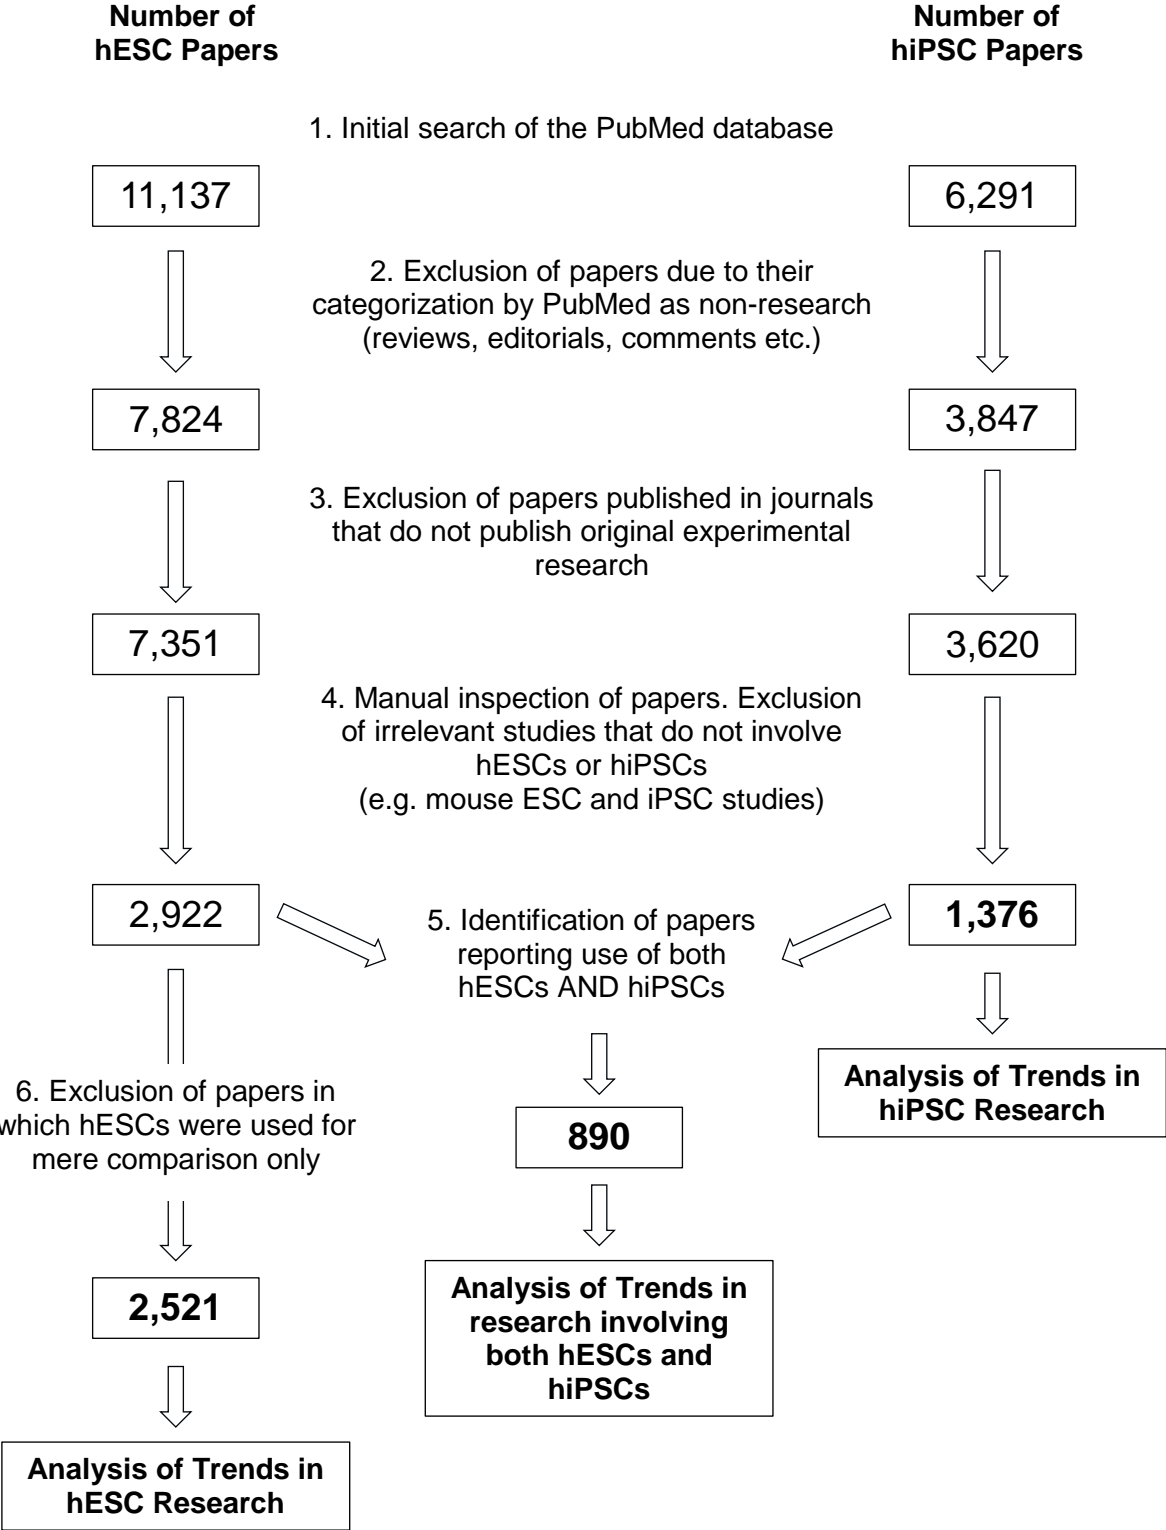 Number of
hESC Papers
Number of
hiPSC Papers
1. Initial search of the PubMed database
11,137
6,291
2. Exclusion of papers due to their
categorization by PubMed as non-research
(reviews, editorials, comments etc.)
7,824
3,847
3. Exclusion of papers published in journals
that do not publish original experimental
research
7,351
3,620
4. Manual inspection of papers. Exclusion
of irrelevant studies that do not involve
hESCs or hiPSCs
(e.g. mouse ESC and iPSC studies)
2,922
1,376
5. Identification of papers
reporting use of both
hESCs AND hiPSCs
Analysis of Trends in
hiPSC Research
6. Exclusion of papers in
which hESCs were used for
mere comparison only
890
2,521
Analysis of Trends in
research involving
both hESCs and
hiPSCs
Analysis of Trends in
hESC Research